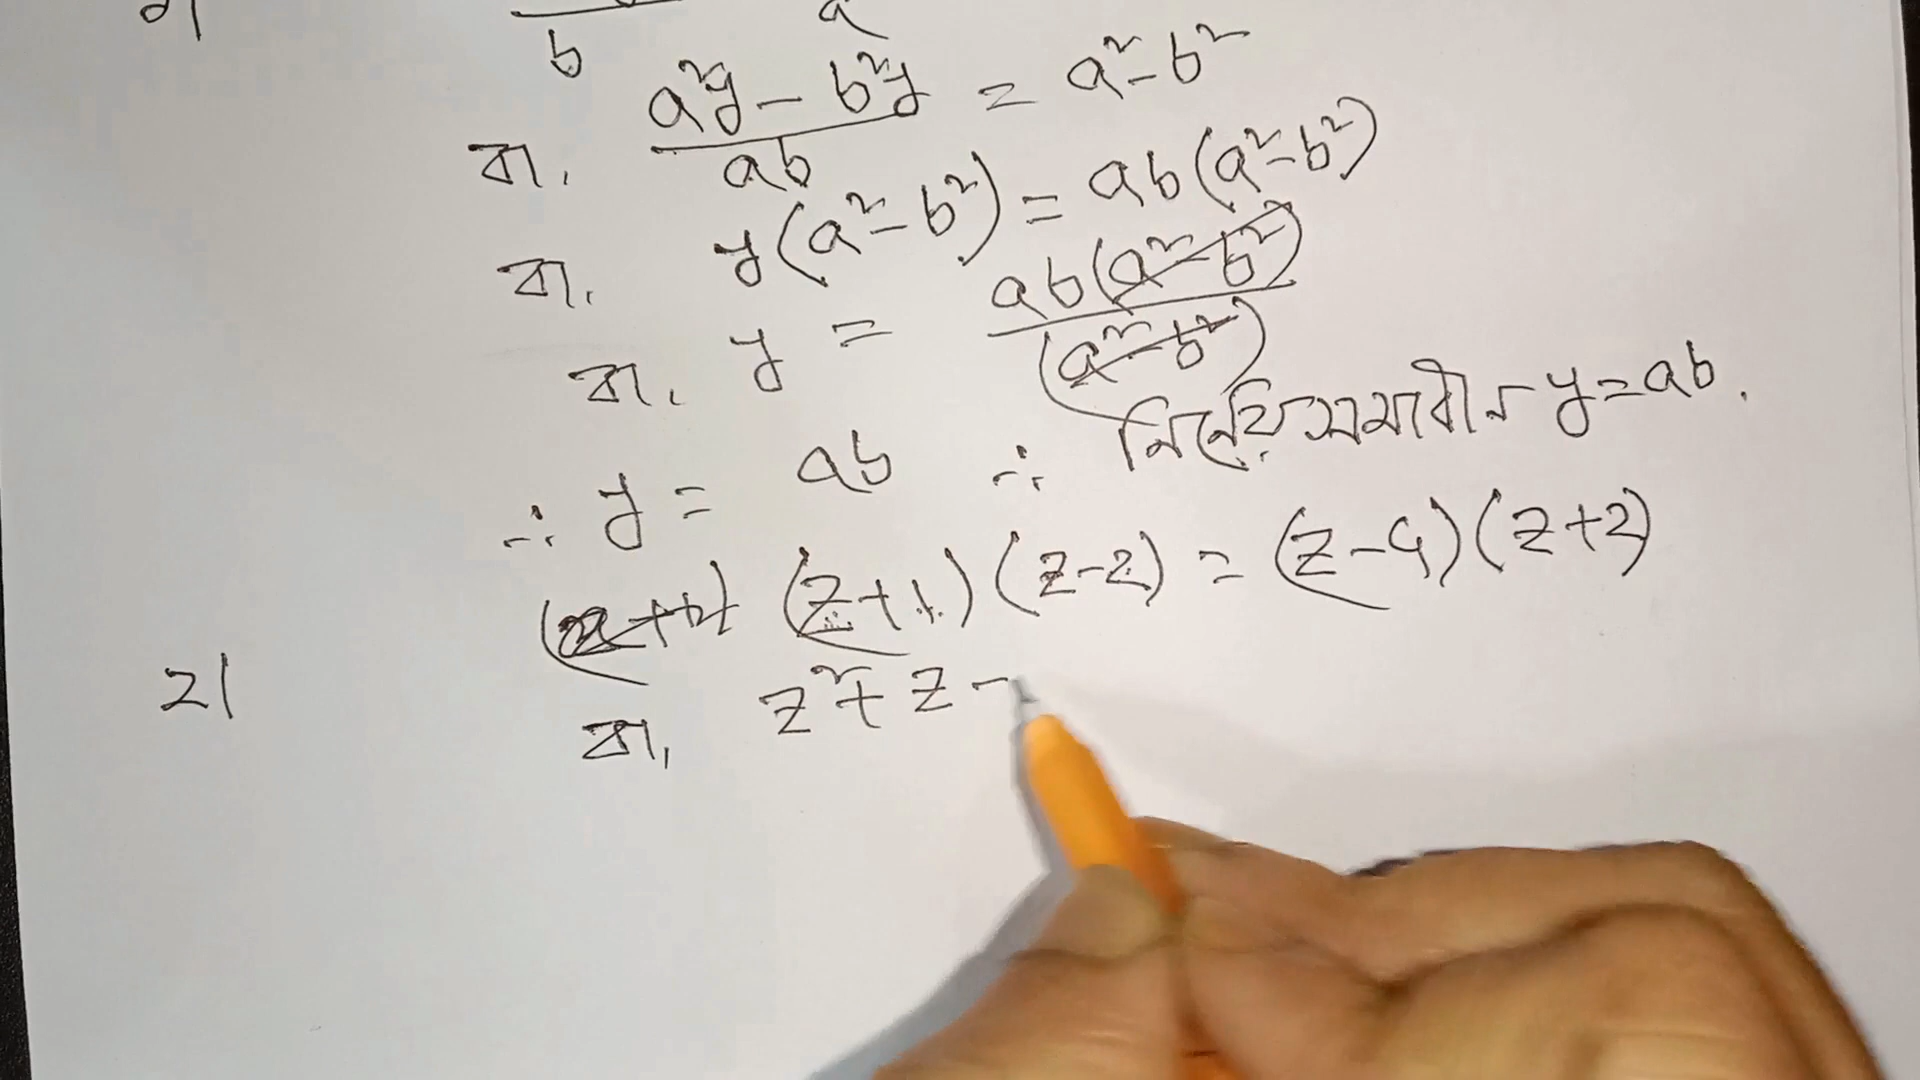 b a
বা, a²y - b²y / ab = a² - b²
বা, y(a² - b²) = ab(a² - b²)
বা, y = ab(a² - b²) / (a² - b²)
∴ y = ab ∴ নির্ণেয় সমাধান y = ab.
২। (z+1)(z-2) = (z-4)(z+2)
বা, z² + z -